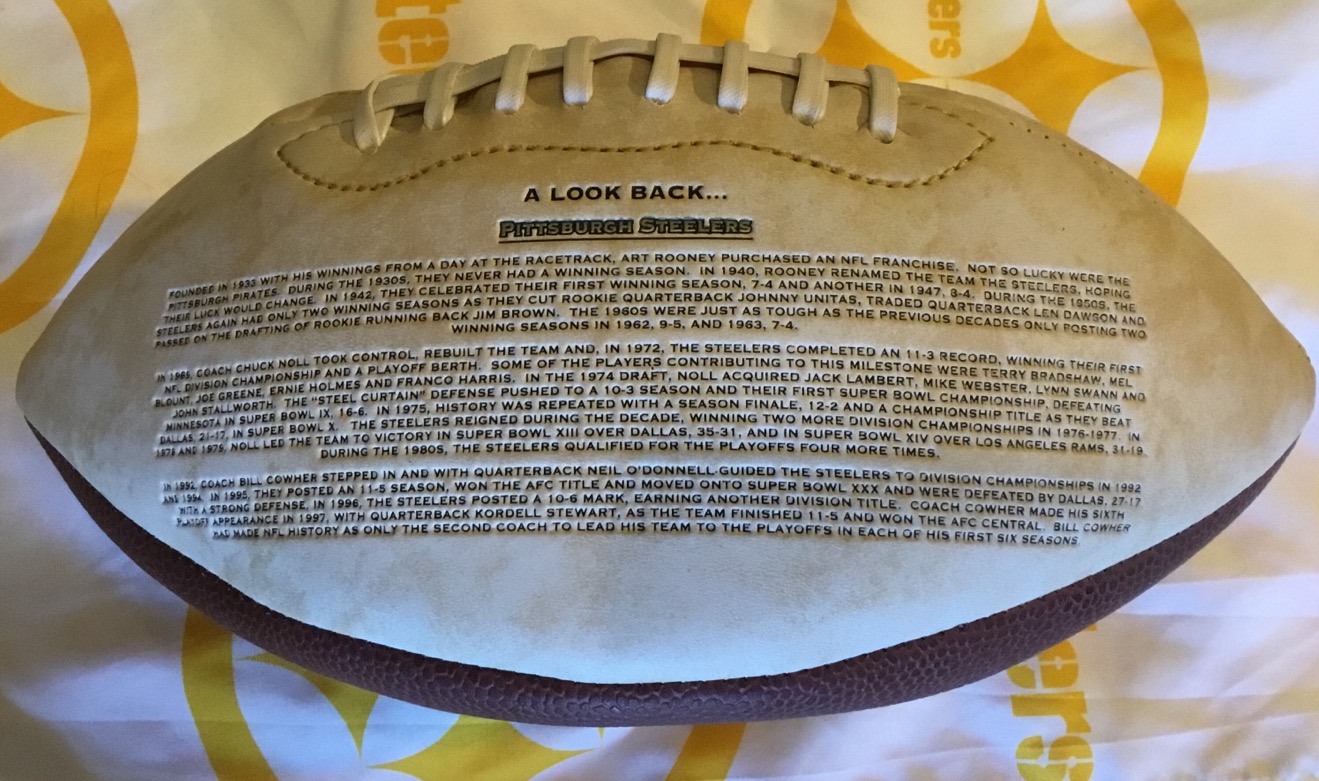 ters
ers
A LOOK BACK...
PITTSBURGH STEELERS
FOUNDED IN 1933 WITH HIS WINNINGS FROM A DAY AT THE RACETRACK, ART ROONEY PURCHASED AN NFL FRANCHISE. NOT SO LUCKY WERE THE
PITTSBURGH PIRATES. DURING THE 1930S, THEY NEVER HAD A WINNING SEASON. IN 1940, ROONEY RENAMED THE TEAM THE STEELERS, HOPING
THEIR LUCK WOULD CHANGE. IN 1942, THEY CELEBRATED THEIR FIRST WINNING SEASON, 7-4 AND ANOTHER IN 1947, 8-4. DURING THE 1950S, THE
STEELERS AGAIN HAD ONLY TWO WINNING SEASONS AS THEY CUT ROOKIE QUARTERBACK JOHNNY UNITAS, TRADED QUARTERBACK LEN DAWSON AND
PASSED ON THE DRAFTING OF ROOKIE RUNNING BACK JIM BROWN. THE 1960S WERE JUST AS TOUGH AS THE PREVIOUS DECADES ONLY POSTING TWO
WINNING SEASONS IN 1962, 9-5, AND 1963, 7-4.
IN 1969, COACH CHUCK NOLL TOOK CONTROL, REBUILT THE TEAM AND, IN 1972, THE STEELERS COMPLETED AN 11-3 RECORD, WINNING THEIR FIRST
NFL DIVISION CHAMPIONSHIP AND A PLAYOFF BERTH. SOME OF THE PLAYERS CONTRIBUTING TO THIS MILESTONE WERE TERRY BRADSHAW, MEL
BLOUNT, JOE GREENE, ERNIE HOLMES AND FRANCO HARRIS. IN THE 1974 DRAFT, NOLL ACQUIRED JACK LAMBERT, MIKE WEBSTER, LYNN SWANN AND
JOHN STALLWORTH. THE "STEEL CURTAIN" DEFENSE PUSHED TO A 10-3 SEASON AND THEIR FIRST SUPER BOWL CHAMPIONSHIP, DEFEATING
MINNESOTA IN SUPER BOWL IX, 16-6. IN 1975, HISTORY WAS REPEATED WITH A SEASON FINALE, 12-2 AND A CHAMPIONSHIP TITLE AS THEY BEAT
DALLAS, 21-17, IN SUPER BOWL X. THE STEELERS REIGNED DURING THE DECADE, WINNING TWO MORE DIVISION CHAMPIONSHIPS IN 1976-1977. IN
1978 AND 1979, NOLL LED THE TEAM TO VICTORY IN SUPER BOWL XIII OVER DALLAS, 35-31, AND IN SUPER BOWL XIV OVER LOS ANGELES RAMS, 31-19.
DURING THE 1980S, THE STEELERS QUALIFIED FOR THE PLAYOFFS FOUR MORE TIMES.
IN 1992, COACH BILL COWHER STEPPED IN AND WITH QUARTERBACK NEIL O'DONNELL GUIDED THE STEELERS TO DIVISION CHAMPIONSHIPS IN 1992
AND 1994. IN 1995, THEY POSTED AN 11-5 SEASON, WON THE AFC TITLE AND MOVED ONTO SUPER BOWL XXX AND WERE DEFEATED BY DALLAS, 27-17
WITH A STRONG DEFENSE, IN 1996, THE STEELERS POSTED A 10-6 MARK, EARNING ANOTHER DIVISION TITLE. COACH COWHER MADE HIS SIXTH
PLAYOFF APPEARANCE IN 1997, WITH QUARTERBACK KORDELL STEWART, AS THE TEAM FINISHED 11-5 AND WON THE AFC CENTRAL. BILL COWHER
HAD MADE NFL HISTORY AS ONLY THE SECOND COACH TO LEAD HIS TEAM TO THE PLAYOFFS IN EACH OF HIS FIRST SIX SEASONS.
ers